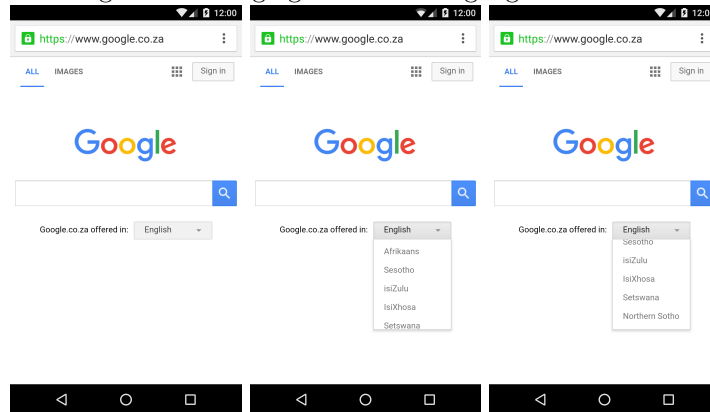 12:00
https://www.google.co.za
ALL IMAGES Sign in
Google
Google.co.za offered in: English
12:00
https://www.google.co.za
ALL IMAGES Sign in
Google
Google.co.za offered in: English
Afrikaans
Sesotho
isiZulu
IsiXhosa
Setswana
12:0
https://www.google.co.za
ALL IMAGES Sign in
Google
Google.co.za offered in: English
Sesotho
isiZulu
IsiXhosa
Setswana
Northern Sotho